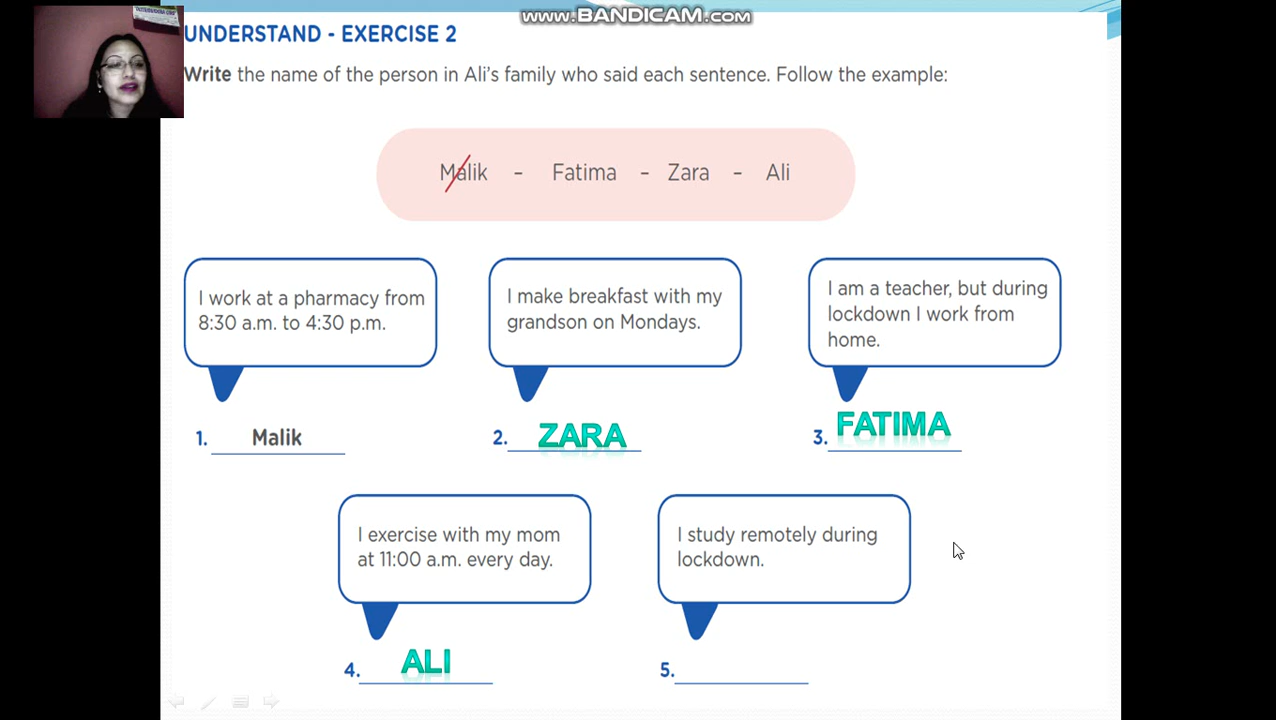 www.BANDICAM.com
UNDERSTAND - EXERCISE 2
Write the name of the person in Ali's family who said each sentence. Follow the example:
Malik - Fatima - Zara - Ali
I work at a pharmacy from
8:30 a.m. to 4:30 p.m.
1. Malik
I make breakfast with my
grandson on Mondays.
2. ZARA
I am a teacher, but during
lockdown I work from
home.
3. FATIMA
I exercise with my mom
at 11:00 a.m. every day.
4. ALI
I study remotely during
lockdown.
5.